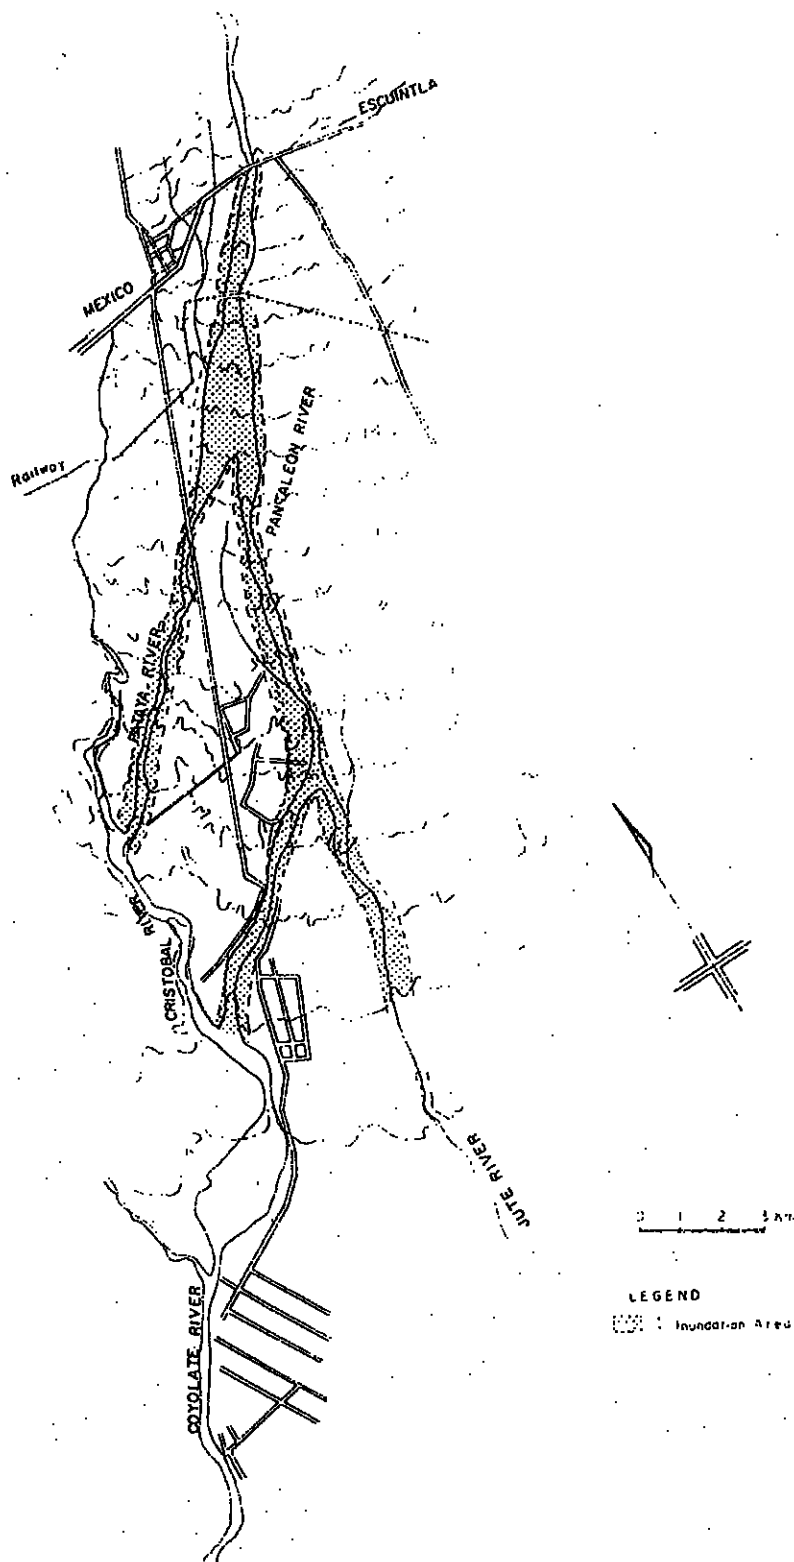 ESCUINTLA
MEXICO
Railway
PANTALEON RIVER
RIVER
CRISTOBAL RIVER
JUTE RIVER
0 1 2 3
LEGEND
: Inundation Area
COYOLATE RIVER